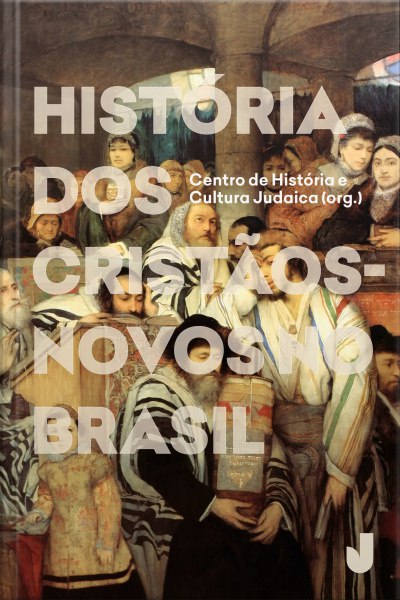 HISTÓRIA
DOS
Centro de História e
Cultura Judaica (org.)
CRISTÃOS-
NOVOS NO
BRASIL
J